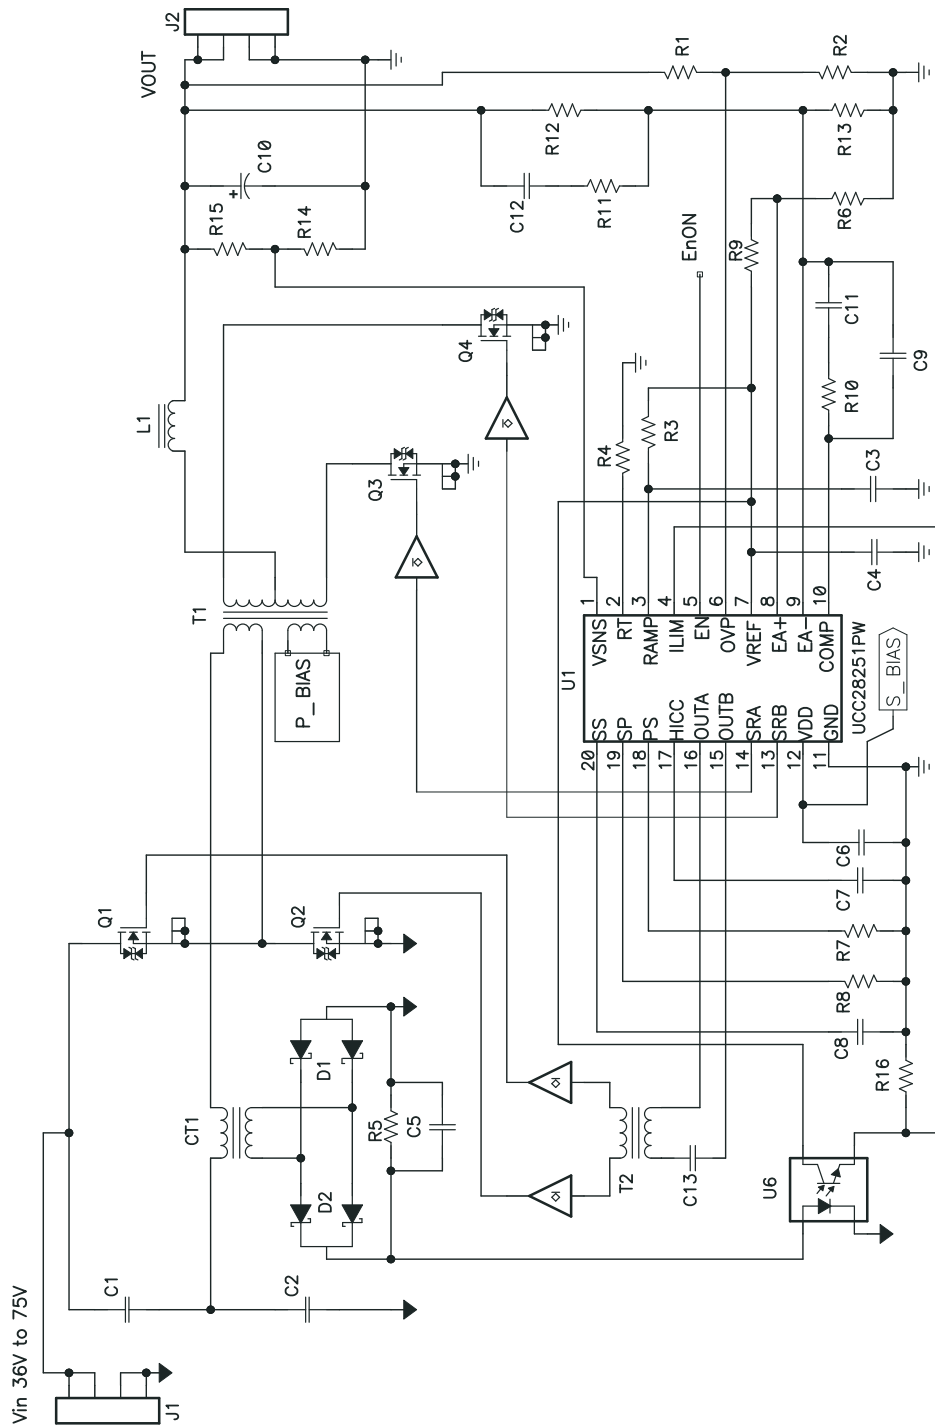 J2
VOUT
R1
R2
C10
R12
R13
R15
R14
C12
R11
R6
EnON
R9
L1
Q4
C11
C9
R10
Q3
R4
R3
C3
C4
T1
P_BIAS
U1
1 VSNS
2 RT
3 RAMP
4 ILIM
5 EN
6 OVP
7 VREF
8 EA+
9 EA-
10 COMP
20 SS
19 SP
18 PS
17 HICC
16 OUTA
15 OUTB
14 SRA
13 SRB
12 VDD
11 GND
UCC28251PW
S_BIAS
Q1
Q2
C6
C7
R7
R8
C8
R16
CT1
D1
D2
R5
C5
T2
C13
U6
C1
C2
Vin 36V to 75V
J1